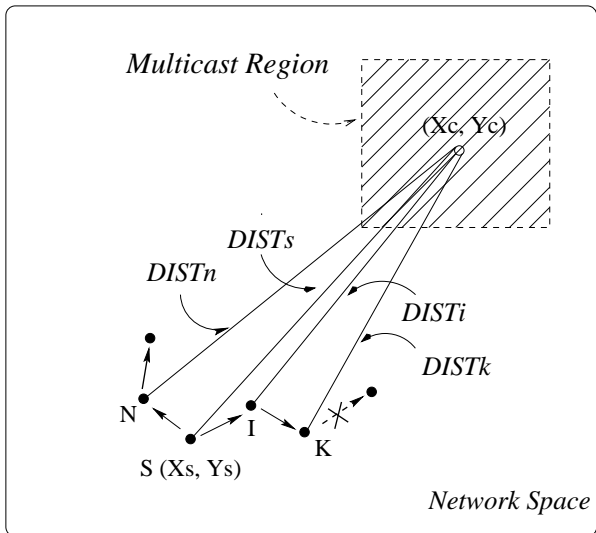 Multicast Region
(Xc, Yc)
DISTs
DISTn
DISTi
DISTk
N
I
K
S (Xs, Ys)
Network Space